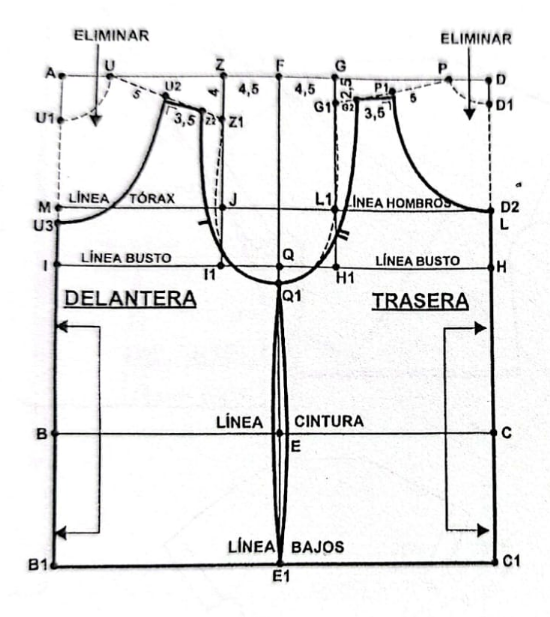 ELIMINAR
ELIMINAR
A U Z F G P D
U2 4 4,5 4,5 2,5 P1
5 5
U1 3,5 Z2 Z1 G1 G2 3,5 D1
M LÍNEA TÓRAX J L1 LÍNEA HOMBROS D2
U3 L
I LÍNEA BUSTO I1 Q H1 LÍNEA BUSTO H
Q1
DELANTERA TRASERA
B LÍNEA CINTURA C
E
LÍNEA BAJOS
B1 E1 C1